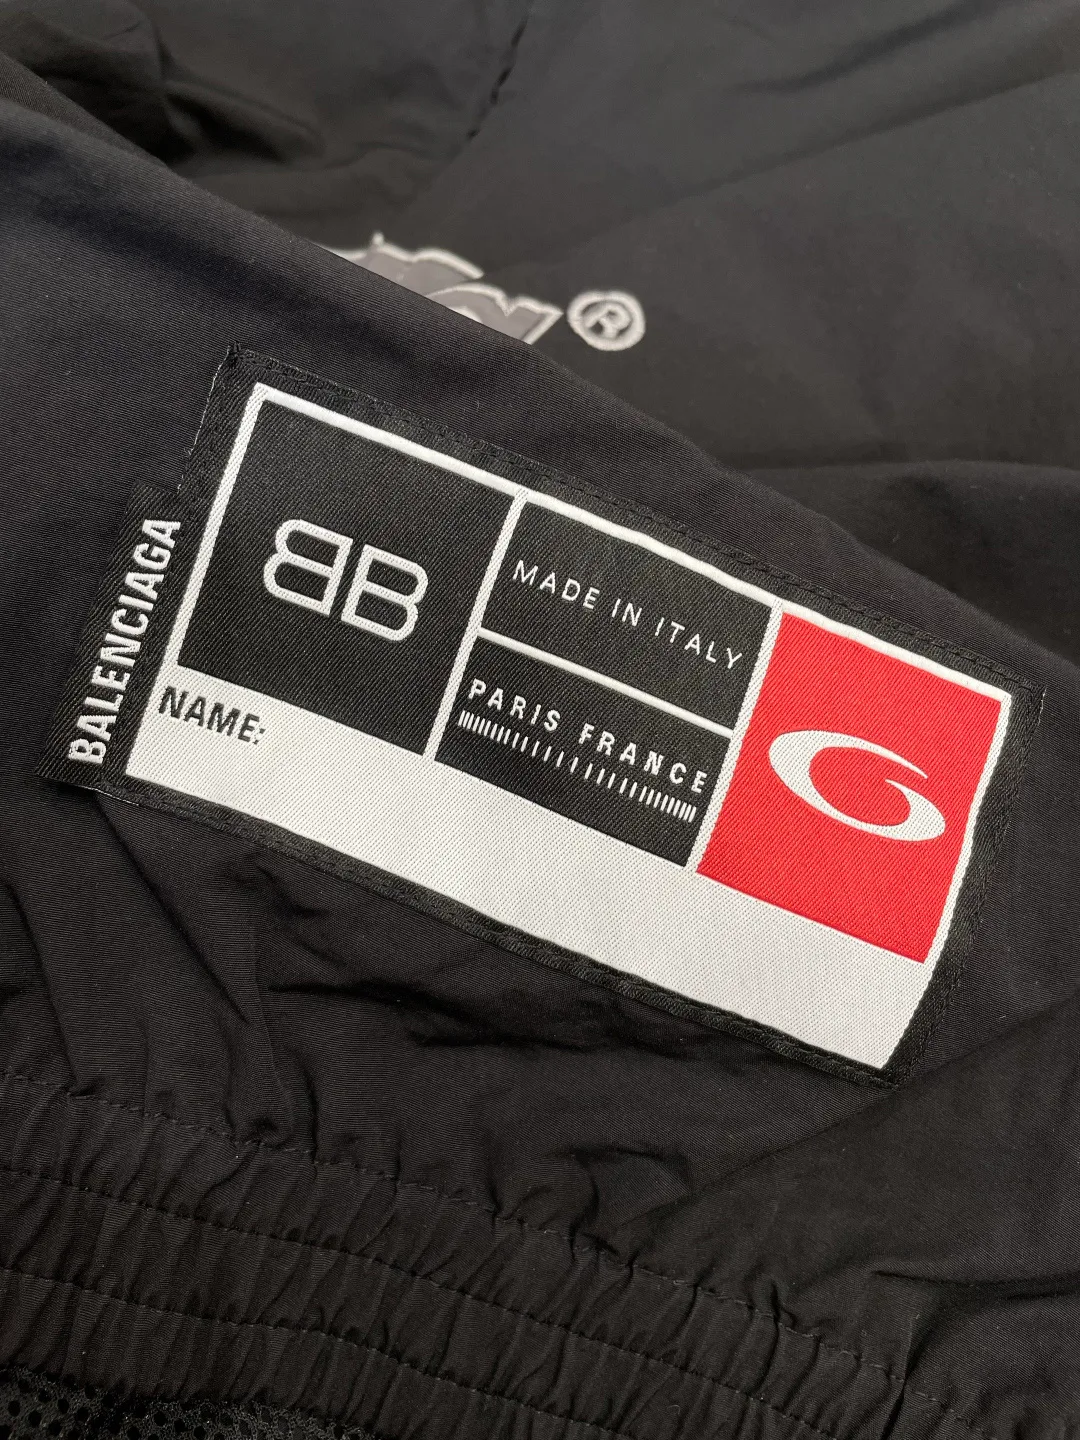 ®
BALENCIAGA
BB
MADE IN ITALY
PARIS FRANCE
NAME: